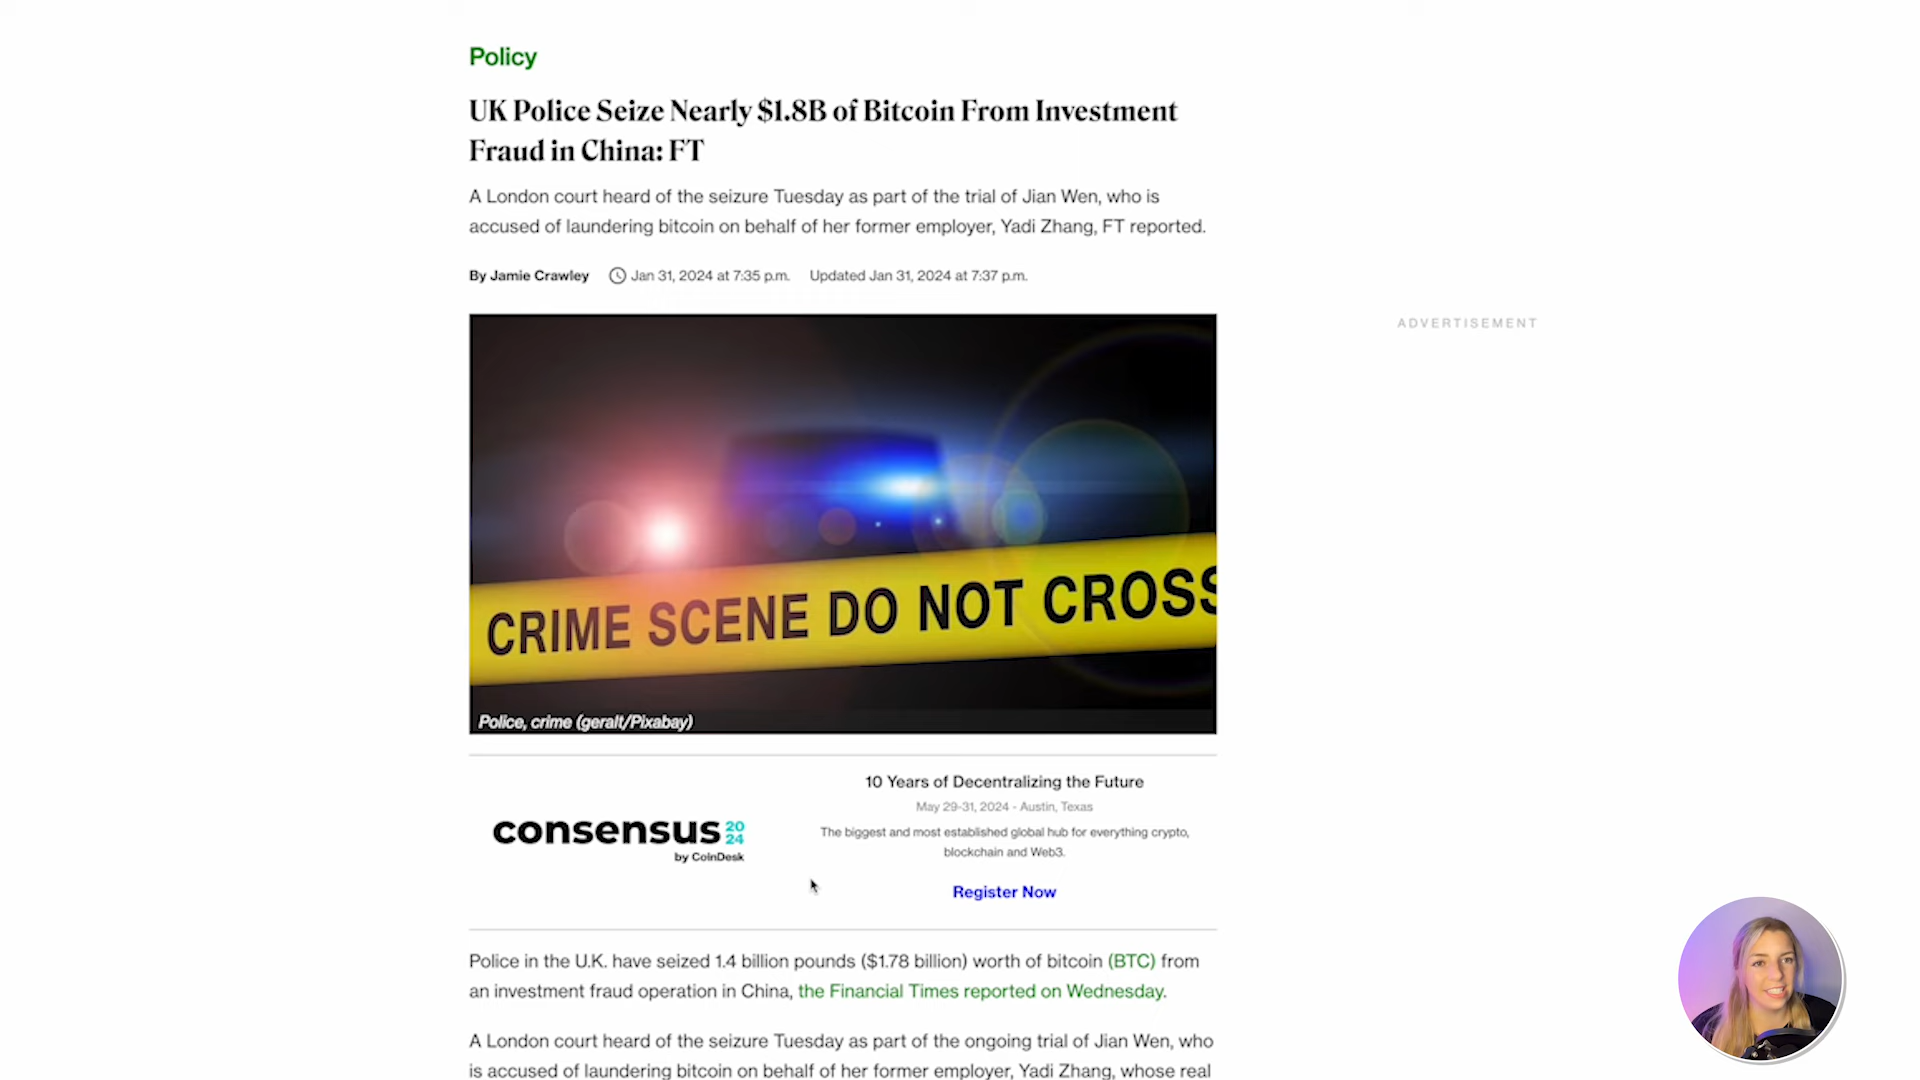 Policy
UK Police Seize Nearly $1.8B of Bitcoin From Investment
Fraud in China: FT
A London court heard of the seizure Tuesday as part of the trial of Jian Wen, who is
accused of laundering bitcoin on behalf of her former employer, Yadi Zhang, FT reported.
By Jamie Crawley Jan 31, 2024 at 7:35 p.m. Updated Jan 31, 2024 at 7:37 p.m.
ADVERTISEMENT
CRIME SCENE DO NOT CROSS
Police, crime (geralt/Pixabay)
consensus 2024
by CoinDesk
10 Years of Decentralizing the Future
May 29-31, 2024 - Austin, Texas
The biggest and most established global hub for everything crypto,
blockchain and Web3.
Register Now
Police in the U.K. have seized 1.4 billion pounds ($1.78 billion) worth of bitcoin (BTC) from
an investment fraud operation in China, the Financial Times reported on Wednesday.
A London court heard of the seizure Tuesday as part of the ongoing trial of Jian Wen, who
is accused of laundering bitcoin on behalf of her former employer, Yadi Zhang, whose real